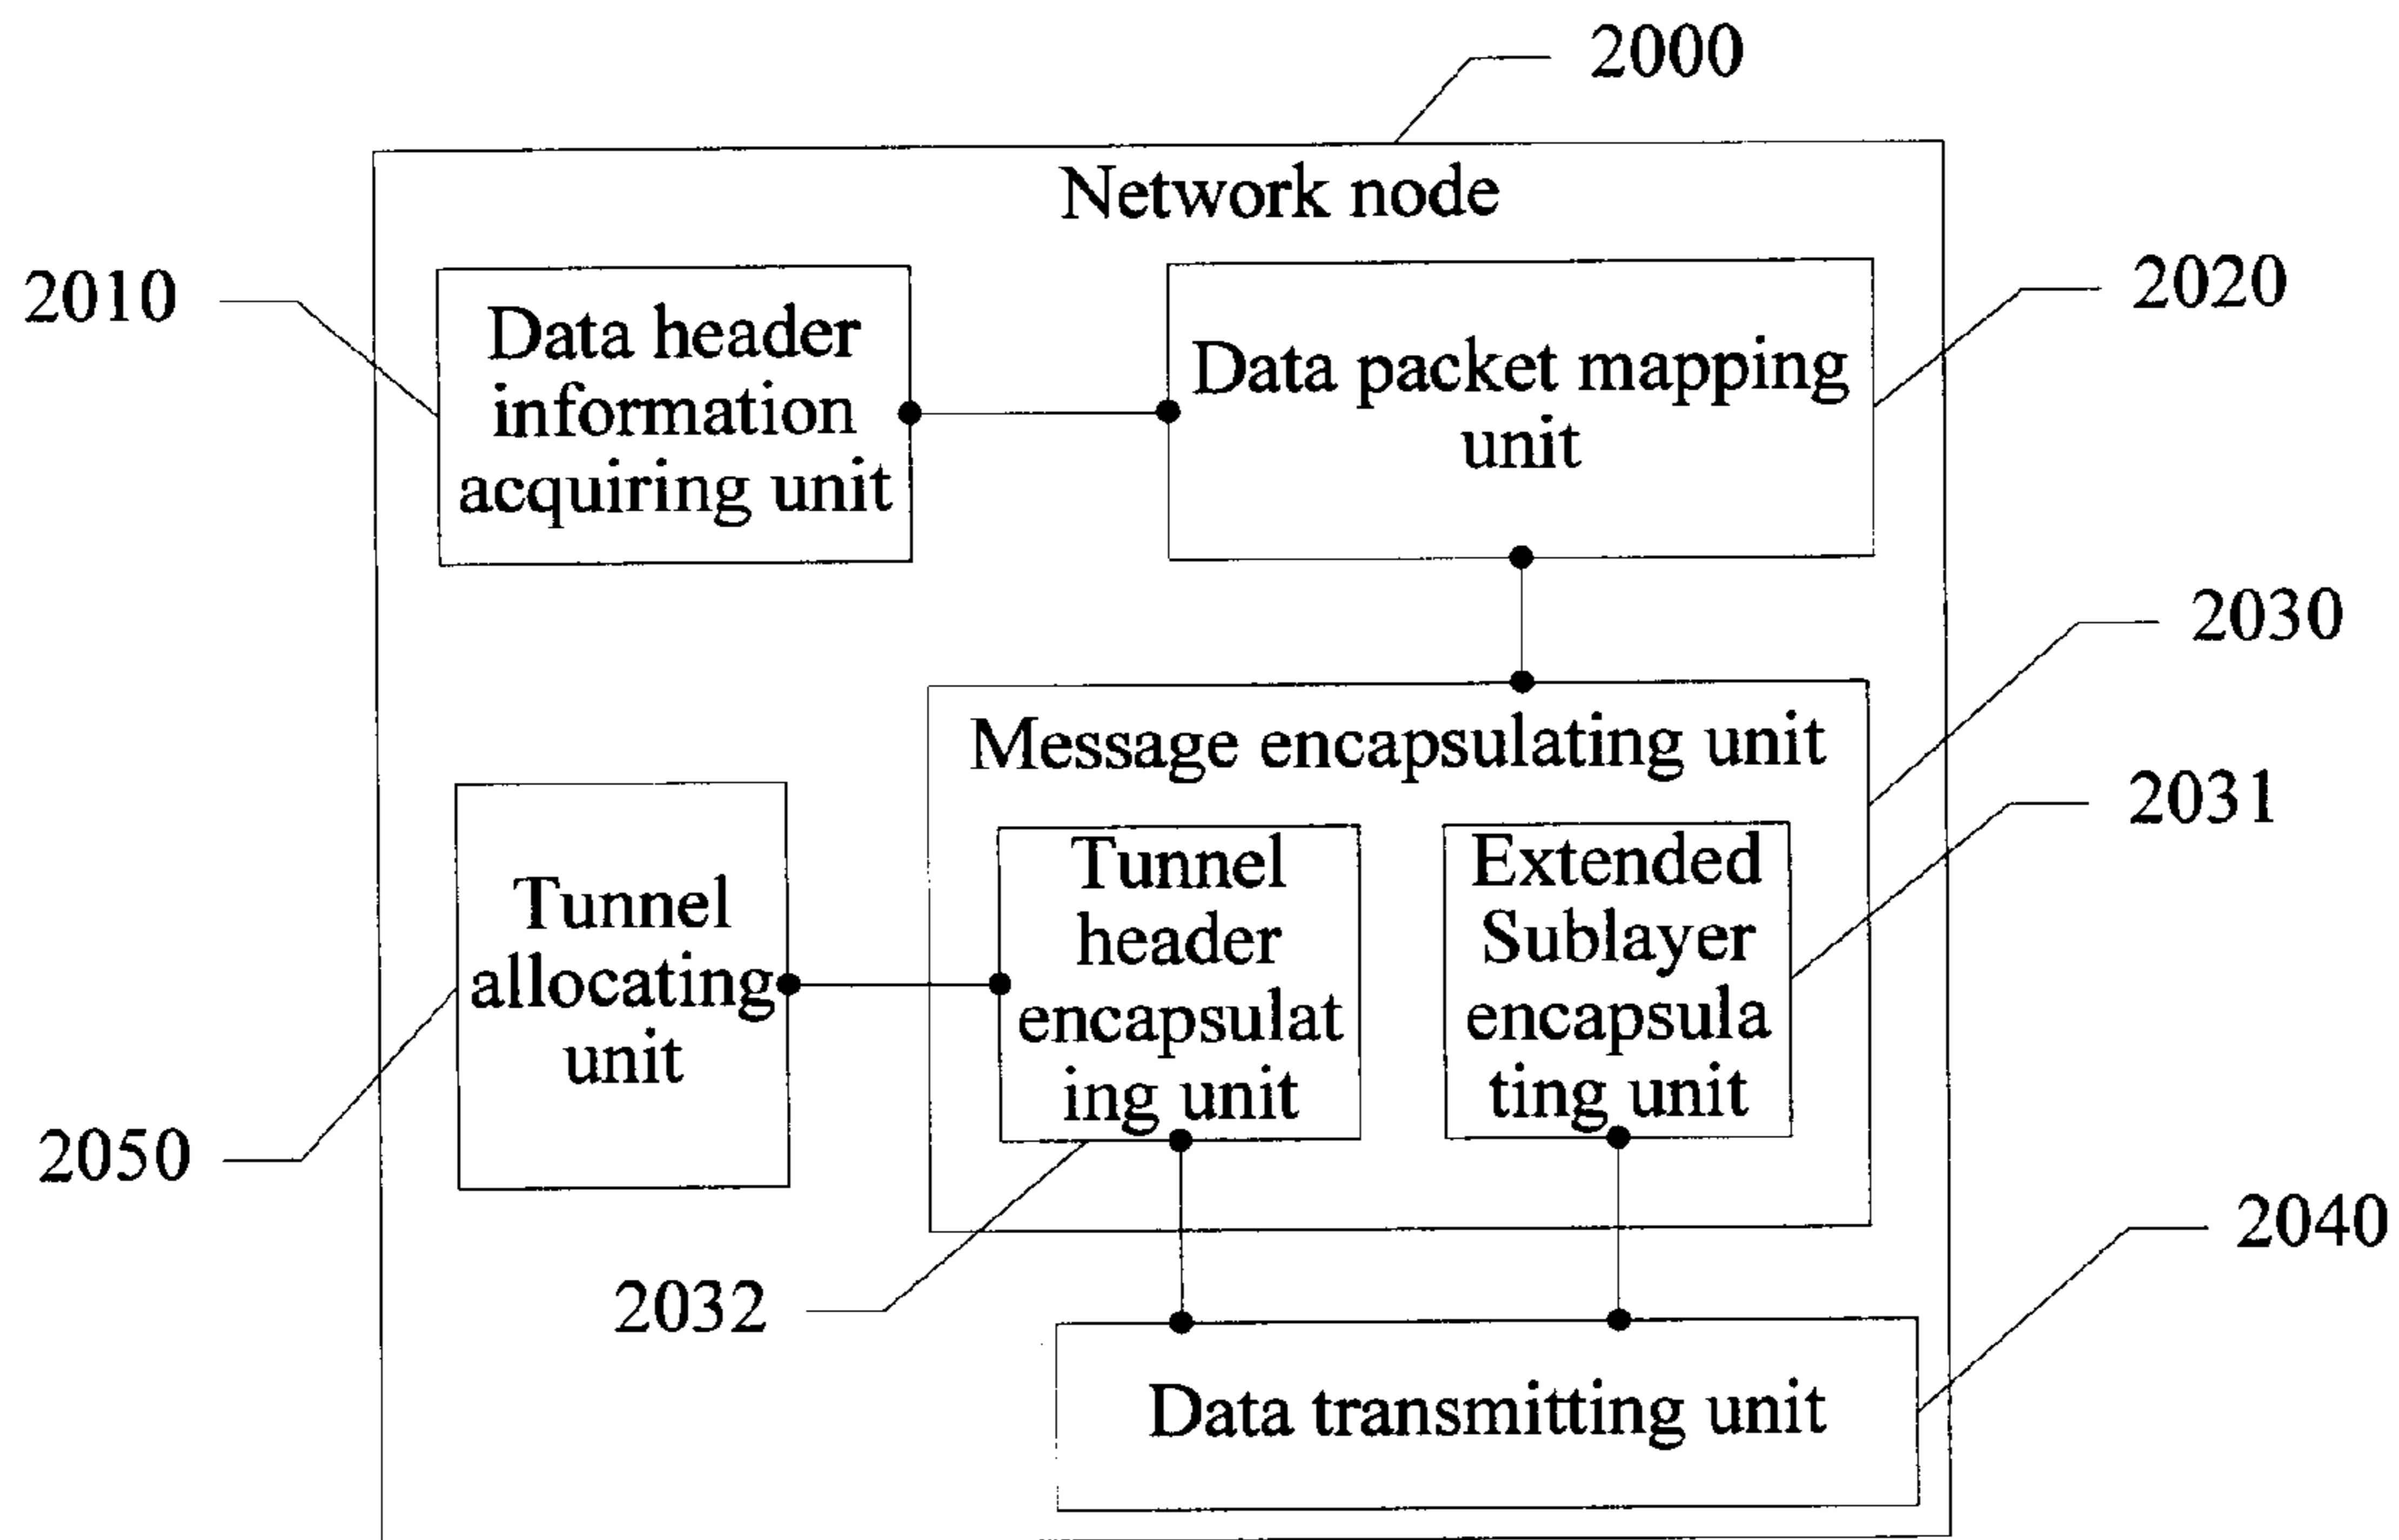 2000
Network node
2010
Data header
information
acquiring unit
2020
Data packet mapping
unit
2030
Message encapsulating unit
2031
Tunnel
header
encapsulat
ing unit
Extended
Sublayer
encapsula
ting unit
Tunnel
allocating
unit
2050
2032
2040
Data transmitting unit